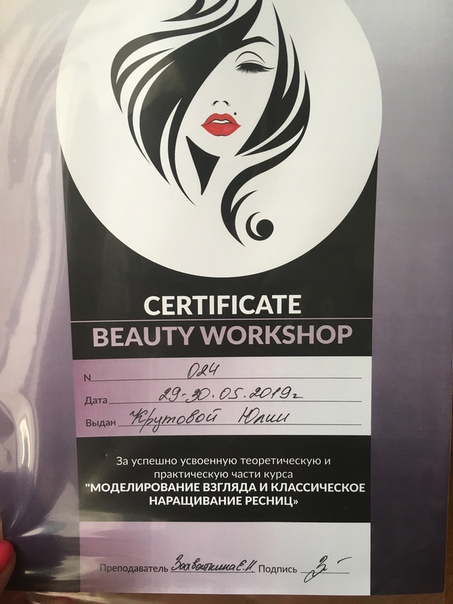 CERTIFICATE
BEAUTY WORKSHOP
N 024
Дата 29-30.05.2019г
Выдан Крутовой Юлии
За успешно усвоенную теоретическую и
практическую части курса
"МОДЕЛИРОВАНИЕ ВЗГЛЯДА И КЛАССИЧЕСКОЕ
НАРАЩИВАНИЕ РЕСНИЦ»
Преподаватель Подпись